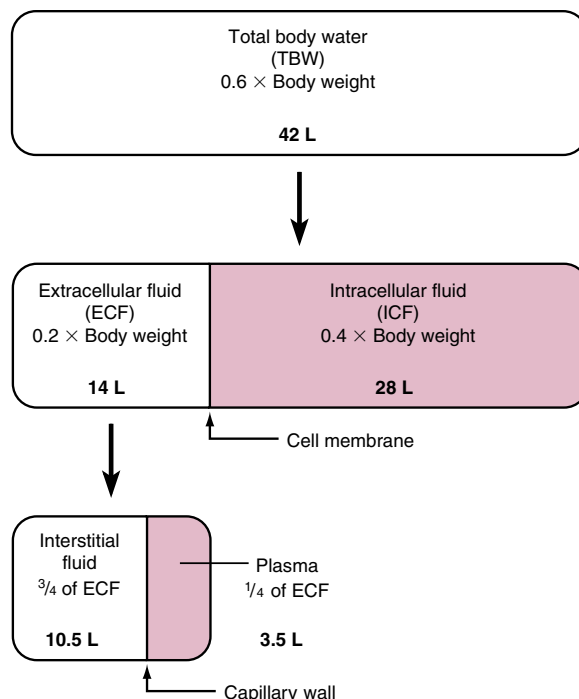 Total body water
(TBW)
0.6 × Body weight
42 L
Extracellular fluid
(ECF)
0.2 × Body weight
14 L
Intracellular fluid
(ICF)
0.4 × Body weight
28 L
Cell membrane
Interstitial
fluid
3/4 of ECF
10.5 L
Plasma
1/4 of ECF
3.5 L
Capillary wall